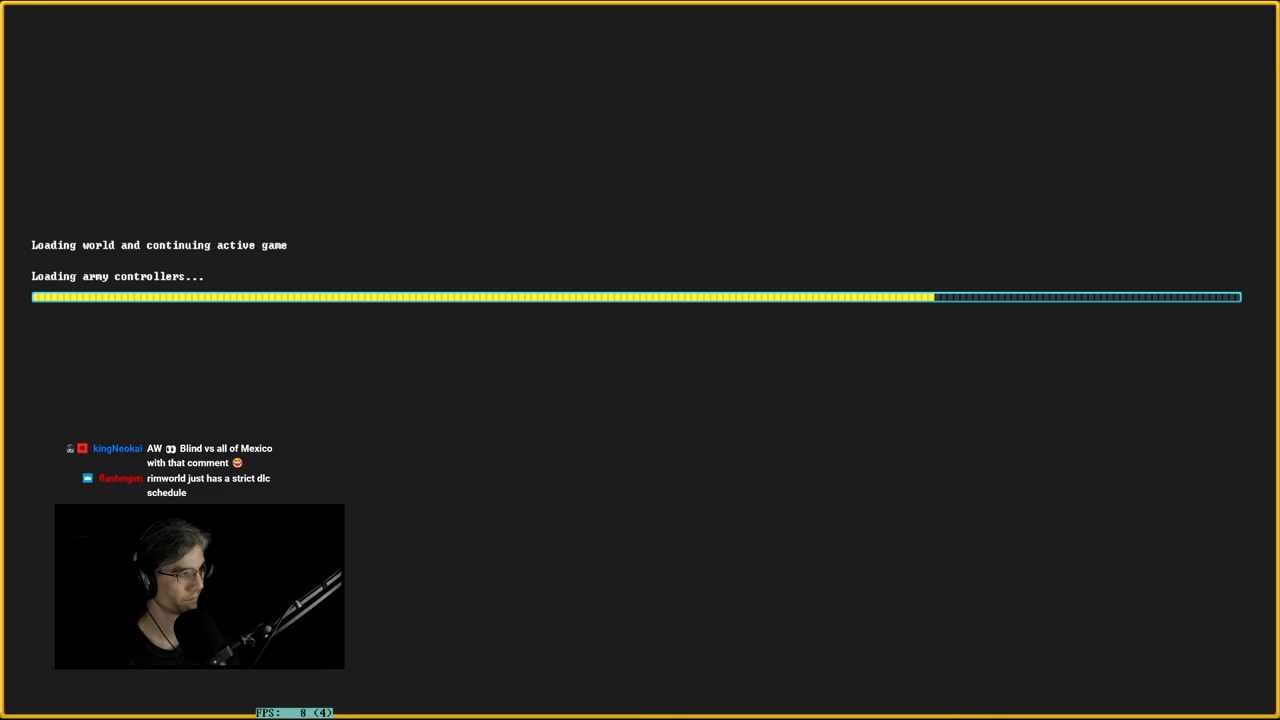 Loading world and continuing active game
Loading army controllers...
kingNeokai AW 👀 Blind vs all of Mexico
with that comment 😂
flashmpm rimworld just has a strict dlc
schedule
FPS: 8 (4)